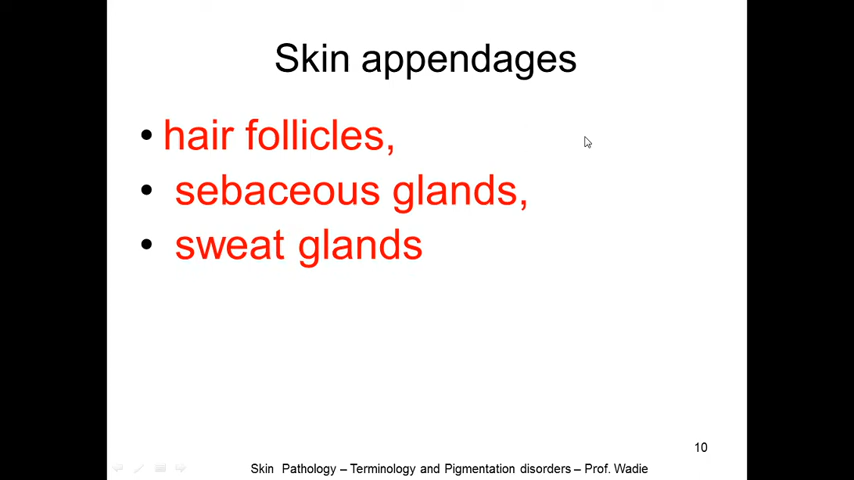 Skin appendages
• hair follicles,
• sebaceous glands,
• sweat glands
10
Skin Pathology – Terminology and Pigmentation disorders – Prof. Wadie